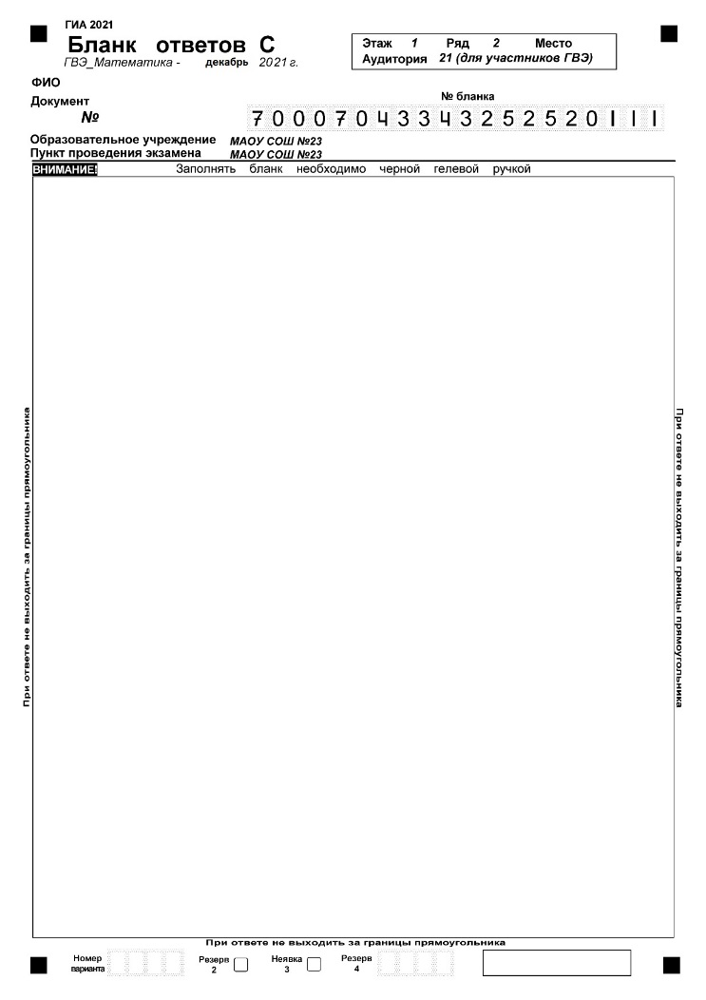 ГИА 2021
Бланк ответов С
ГВЭ_Математика - декабрь 2021 г.
Этаж 1 Ряд 2 Место
Аудитория 21 (для участников ГВЭ)
ФИО
Документ
№
№ бланка
70007043343252520111
Образовательное учреждение МАОУ СОШ №23
Пункт проведения экзамена МАОУ СОШ №23
ВНИМАНИЕ! Заполнять бланк необходимо черной гелевой ручкой
При ответе не выходить за границы прямоугольника
При ответе не выходить за границы прямоугольника
При ответе не выходить за границы прямоугольника
Номер варианта
Резерв 2
Неявка 3
Резерв 4